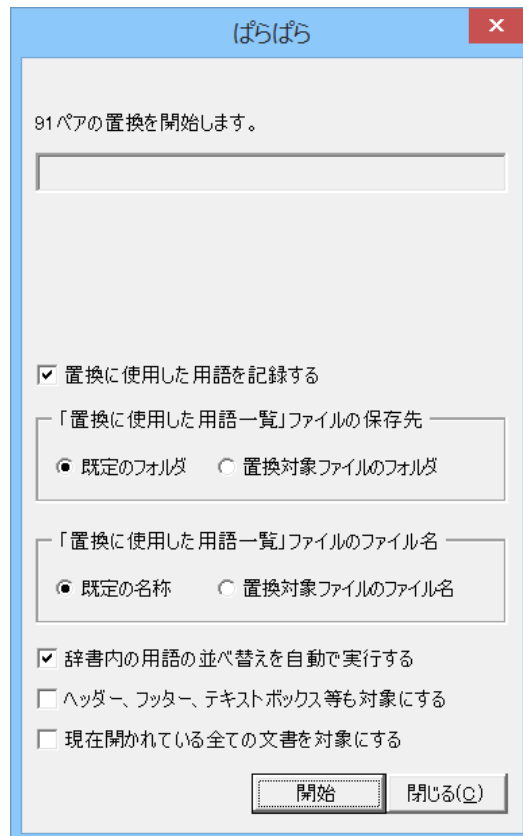 ぱらぱら
91ペアの置換を開始します。
置換に使用した用語を記録する
「置換に使用した用語一覧」ファイルの保存先
既定のフォルダ 置換対象ファイルのフォルダ
「置換に使用した用語一覧」ファイルのファイル名
既定の名称 置換対象ファイルのファイル名
辞書内の用語の並べ替えを自動で実行する
ヘッダー、フッター、テキストボックス等も対象にする
現在開かれている全ての文書を対象にする
開始 閉じる(C)